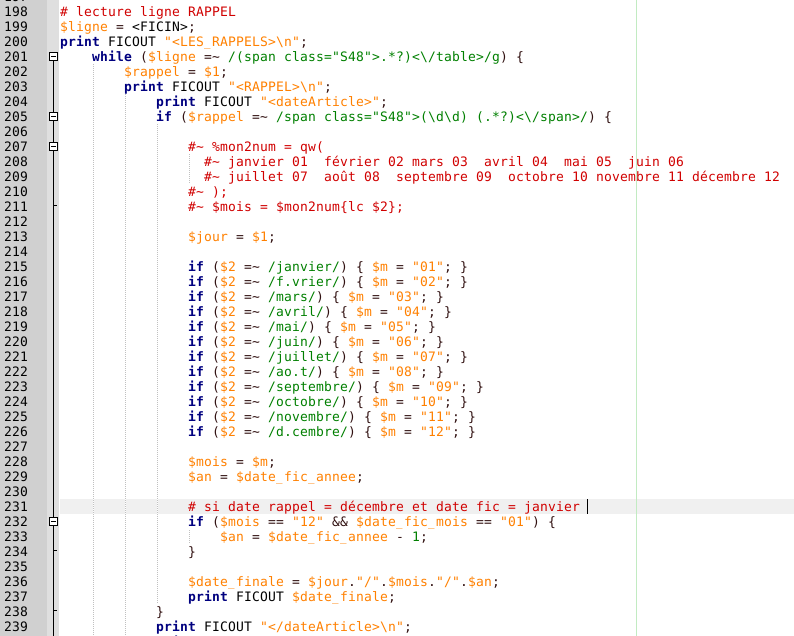 198 # lecture ligne RAPPEL
199 $ligne = <FICIN>;
200 print FICOUT "<LES_RAPPELS>\n";
201 while ($ligne =~ /(span class="S48">.*?)<\/table>/g) {
202 $rappel = $1;
203 print FICOUT "<RAPPEL>\n";
204 print FICOUT "<dateArticle>";
205 if ($rappel =~ /span class="S48">(\d\d) (.*?)<\/span>/) {
206
207 #~ %mon2num = qw(
208 #~ janvier 01  février 02 mars 03  avril 04  mai 05  juin 06
209 #~ juillet 07  août 08  septembre 09  octobre 10 novembre 11 décembre 12
210 #~ );
211 #~ $mois = $mon2num{lc $2};
212
213 $jour = $1;
214
215 if ($2 =~ /janvier/) { $m = "01"; }
216 if ($2 =~ /f.vrier/) { $m = "02"; }
217 if ($2 =~ /mars/) { $m = "03"; }
218 if ($2 =~ /avril/) { $m = "04"; }
219 if ($2 =~ /mai/) { $m = "05"; }
220 if ($2 =~ /juin/) { $m = "06"; }
221 if ($2 =~ /juillet/) { $m = "07"; }
222 if ($2 =~ /ao.t/) { $m = "08"; }
223 if ($2 =~ /septembre/) { $m = "09"; }
224 if ($2 =~ /octobre/) { $m = "10"; }
225 if ($2 =~ /novembre/) { $m = "11"; }
226 if ($2 =~ /d.cembre/) { $m = "12"; }
227
228 $mois = $m;
229 $an = $date_fic_annee;
230
231 # si date rappel = décembre et date fic = janvier
232 if ($mois == "12" && $date_fic_mois == "01") {
233 $an = $date_fic_annee - 1;
234 }
235
236 $date_finale = $jour."/".$mois."/".$an;
237 print FICOUT $date_finale;
238 }
239 print FICOUT "</dateArticle>\n";